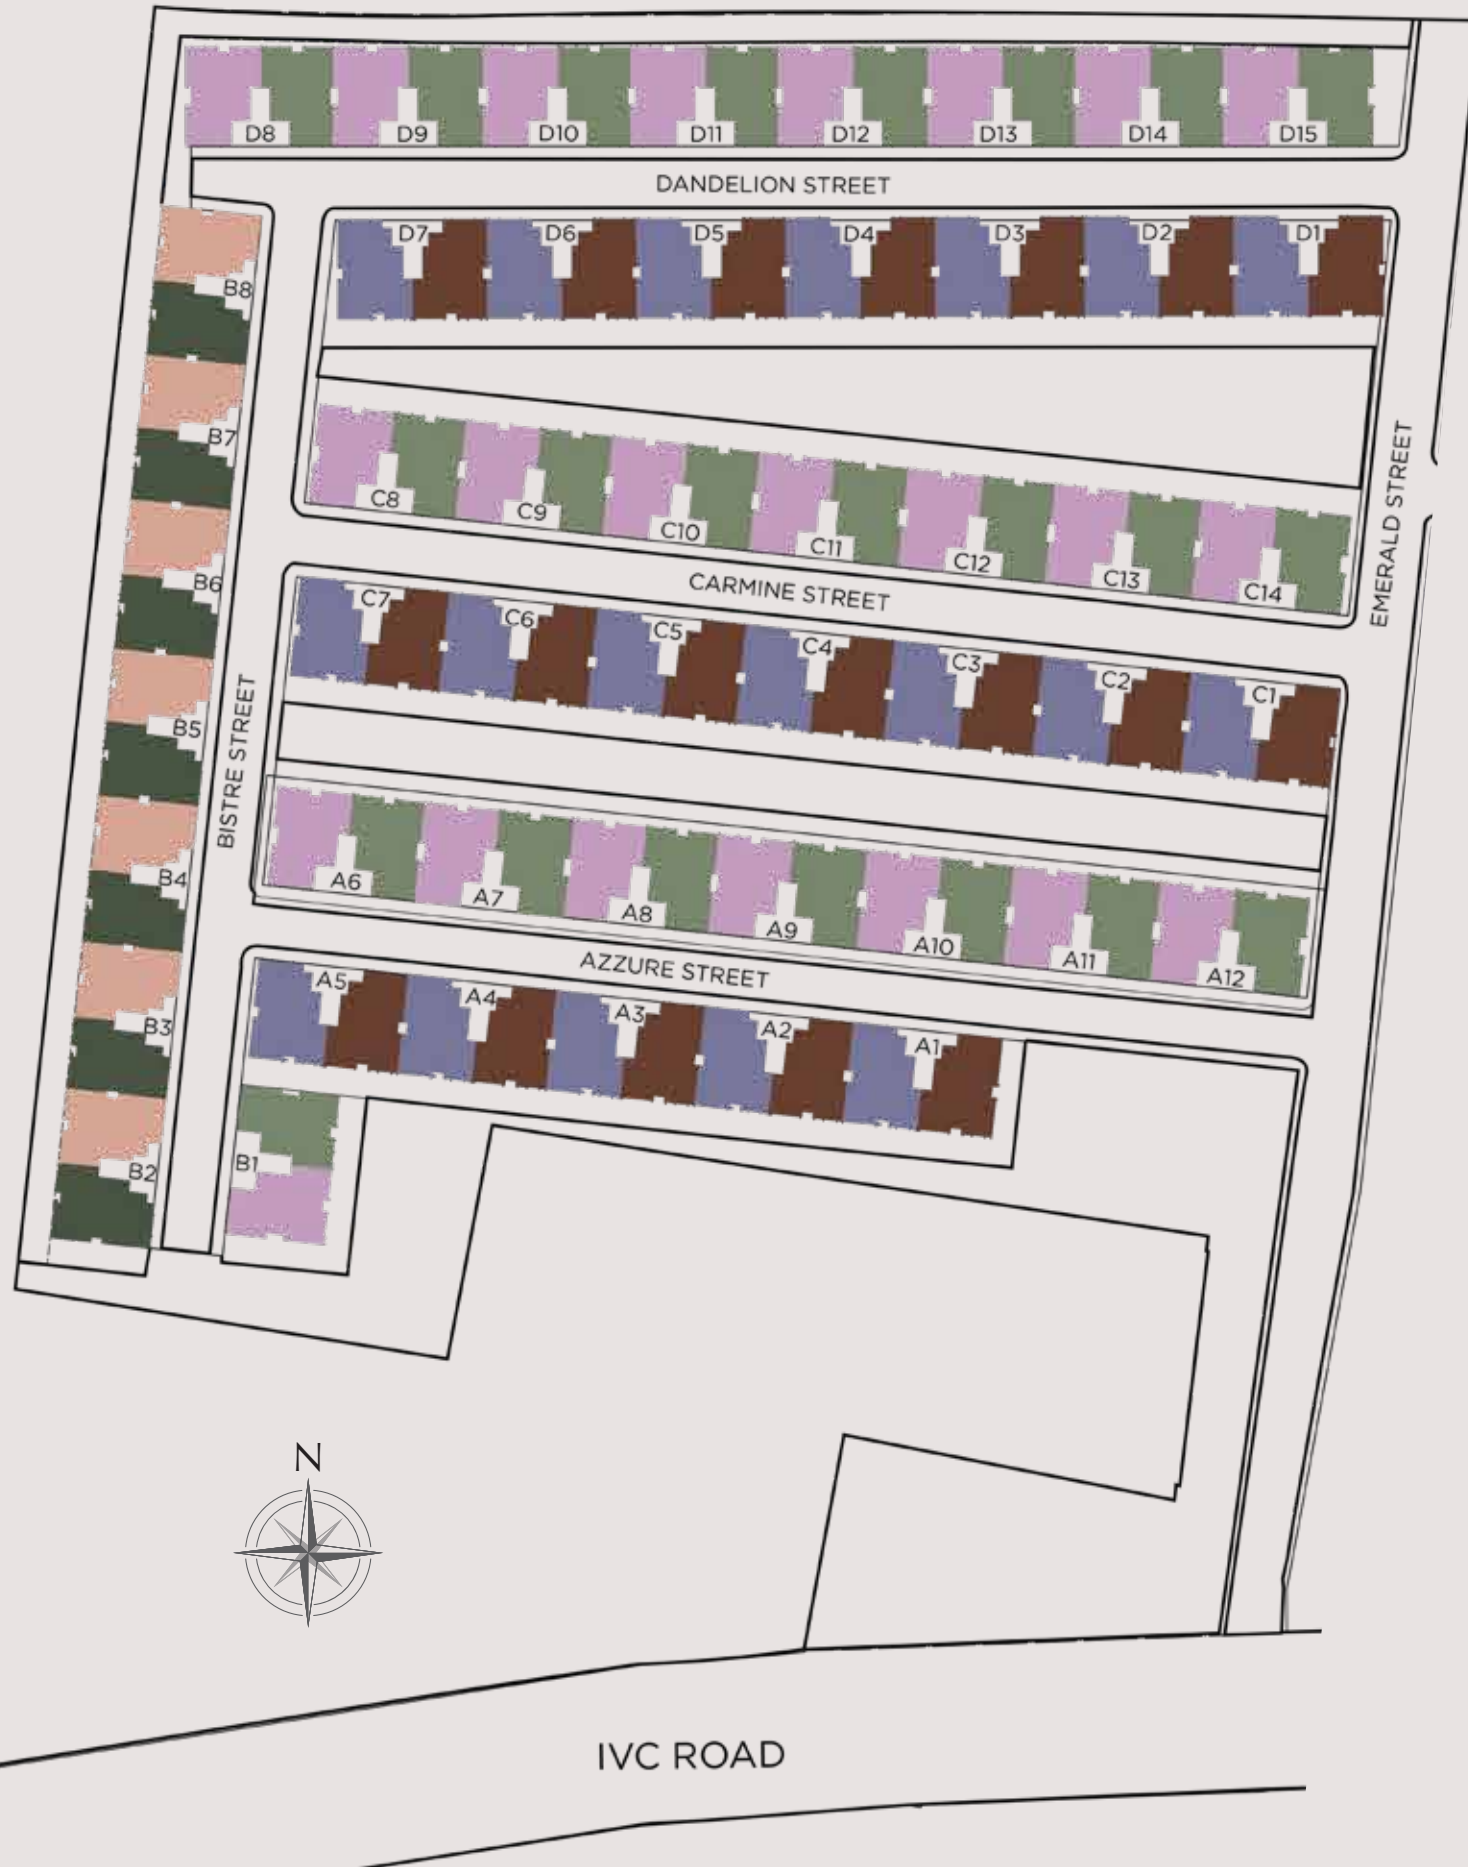 D8 D9 D10 D11 D12 D13 D14 D15
DANDELION STREET
D7 D6 D5 D4 D3 D2 D1
B8
B7
B6
B5
B4
B3
B2
BISTRE STREET
EMERALD STREET
C8 C9 C10 C11 C12 C13 C14
CARMINE STREET
C7 C6 C5 C4 C3 C2 C1
A6 A7 A8 A9 A10 A11 A12
AZZURE STREET
A5 A4 A3 A2 A1
B1
N
IVC ROAD